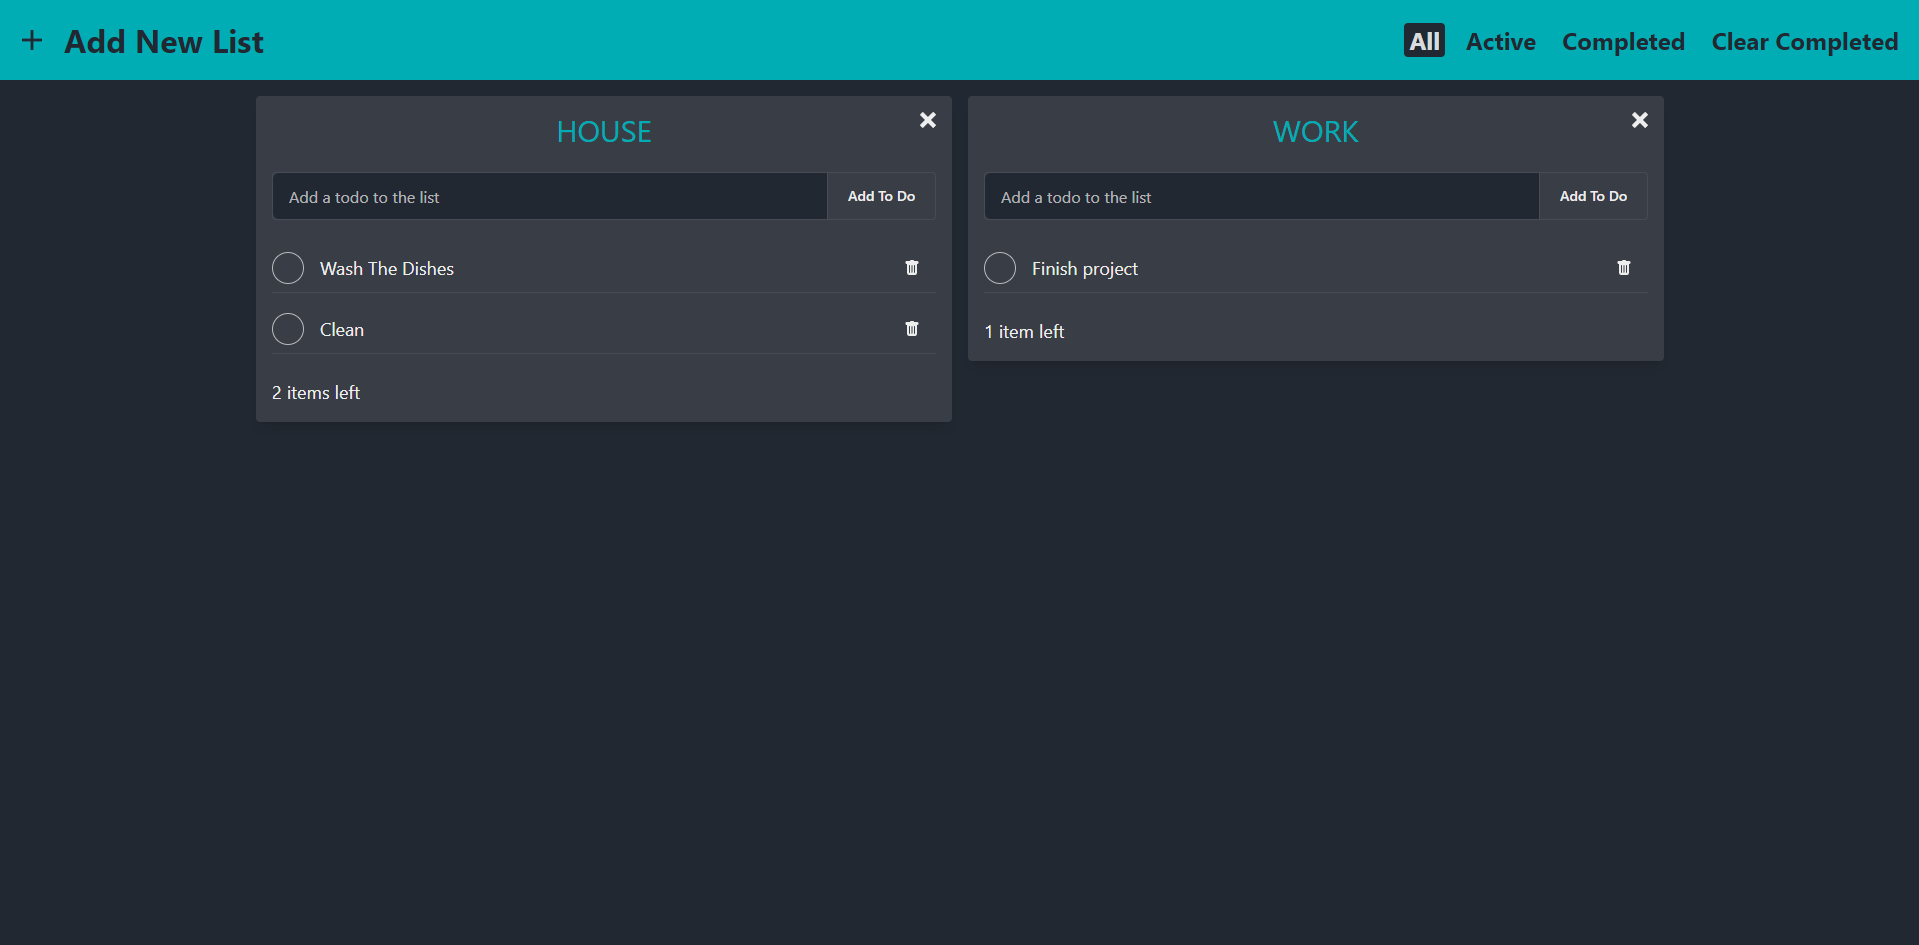 Add New List
All Active Completed Clear Completed
HOUSE
Add a todo to the list Add To Do
Wash The Dishes
Clean
2 items left
WORK
Add a todo to the list Add To Do
Finish project
1 item left